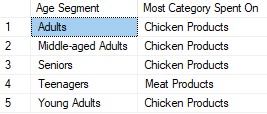 Age Segment Most Category Spent On
1 Adults Chicken Products
2 Middle-aged Adults Chicken Products
3 Seniors Chicken Products
4 Teenagers Meat Products
5 Young Adults Chicken Products